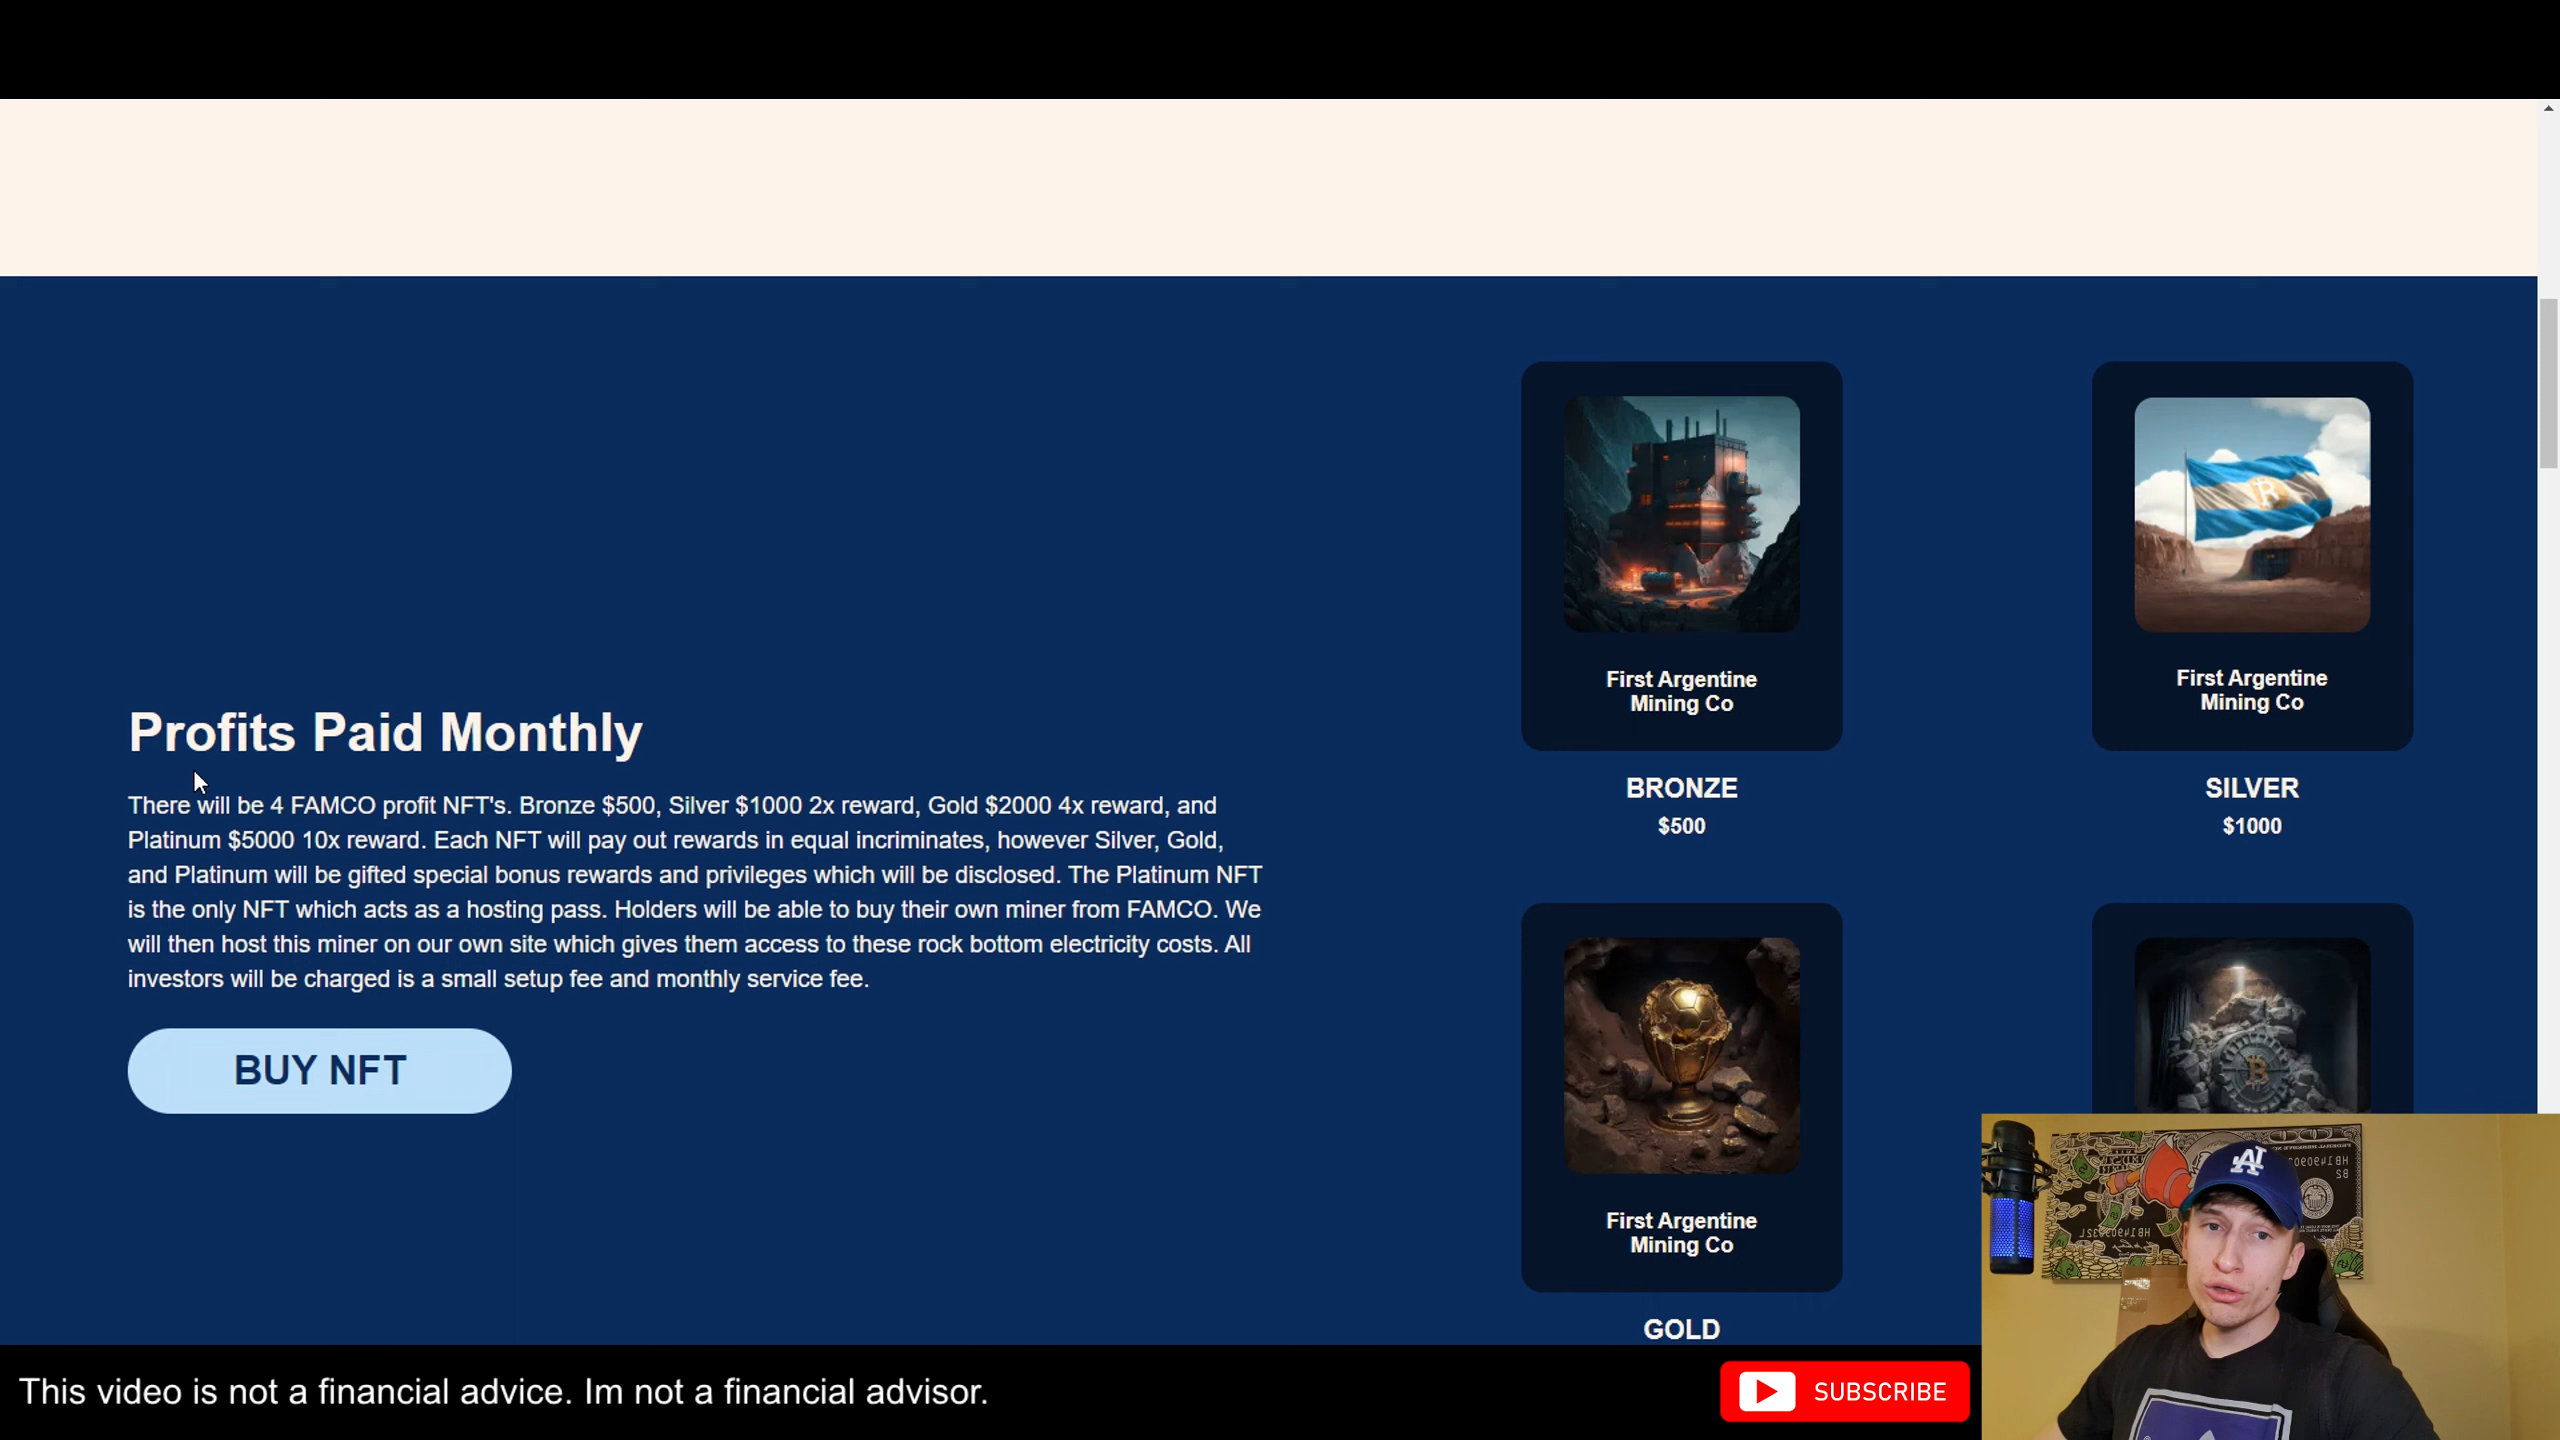 Profits Paid Monthly
There will be 4 FAMCO profit NFT's. Bronze $500, Silver $1000 2x reward, Gold $2000 4x reward, and
Platinum $5000 10x reward. Each NFT will pay out rewards in equal incriminates, however Silver, Gold,
and Platinum will be gifted special bonus rewards and privileges which will be disclosed. The Platinum NFT
is the only NFT which acts as a hosting pass. Holders will be able to buy their own miner from FAMCO. We
will then host this miner on our own site which gives them access to these rock bottom electricity costs. All
investors will be charged is a small setup fee and monthly service fee.
BUY NFT
First Argentine
Mining Co
BRONZE
$500
First Argentine
Mining Co
SILVER
$1000
First Argentine
Mining Co
GOLD
This video is not a financial advice. Im not a financial advisor.
SUBSCRIBE